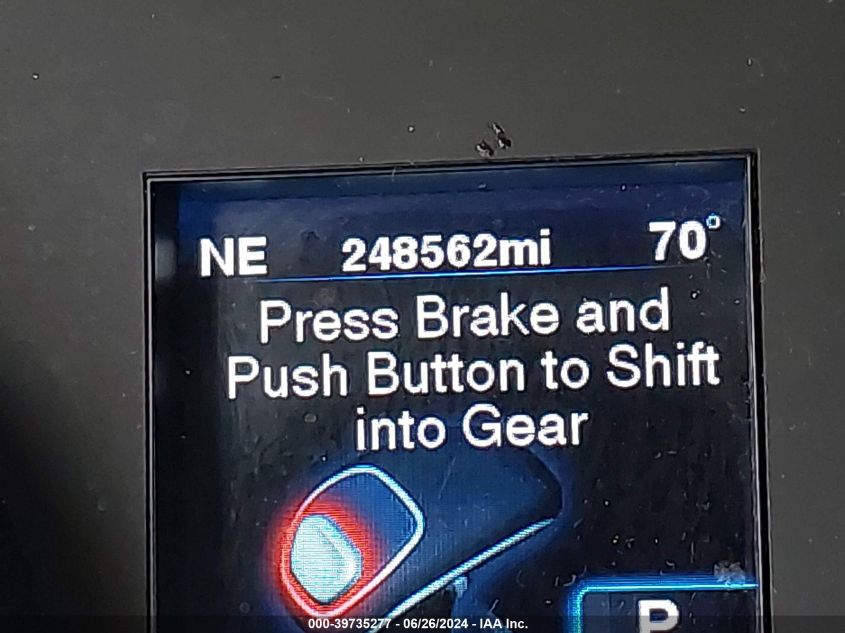 NE 248562mi 70°
Press Brake and
Push Button to Shift
into Gear
P
000-39735277 - 06/26/2024 - IAA Inc.